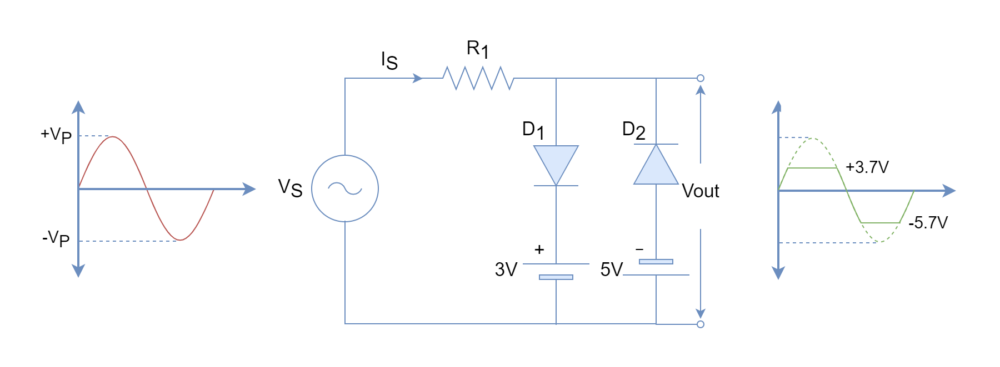 +VP
-VP
IS
R1
VS
D1
D2
Vout
+
3V
−
5V
+3.7V
-5.7V